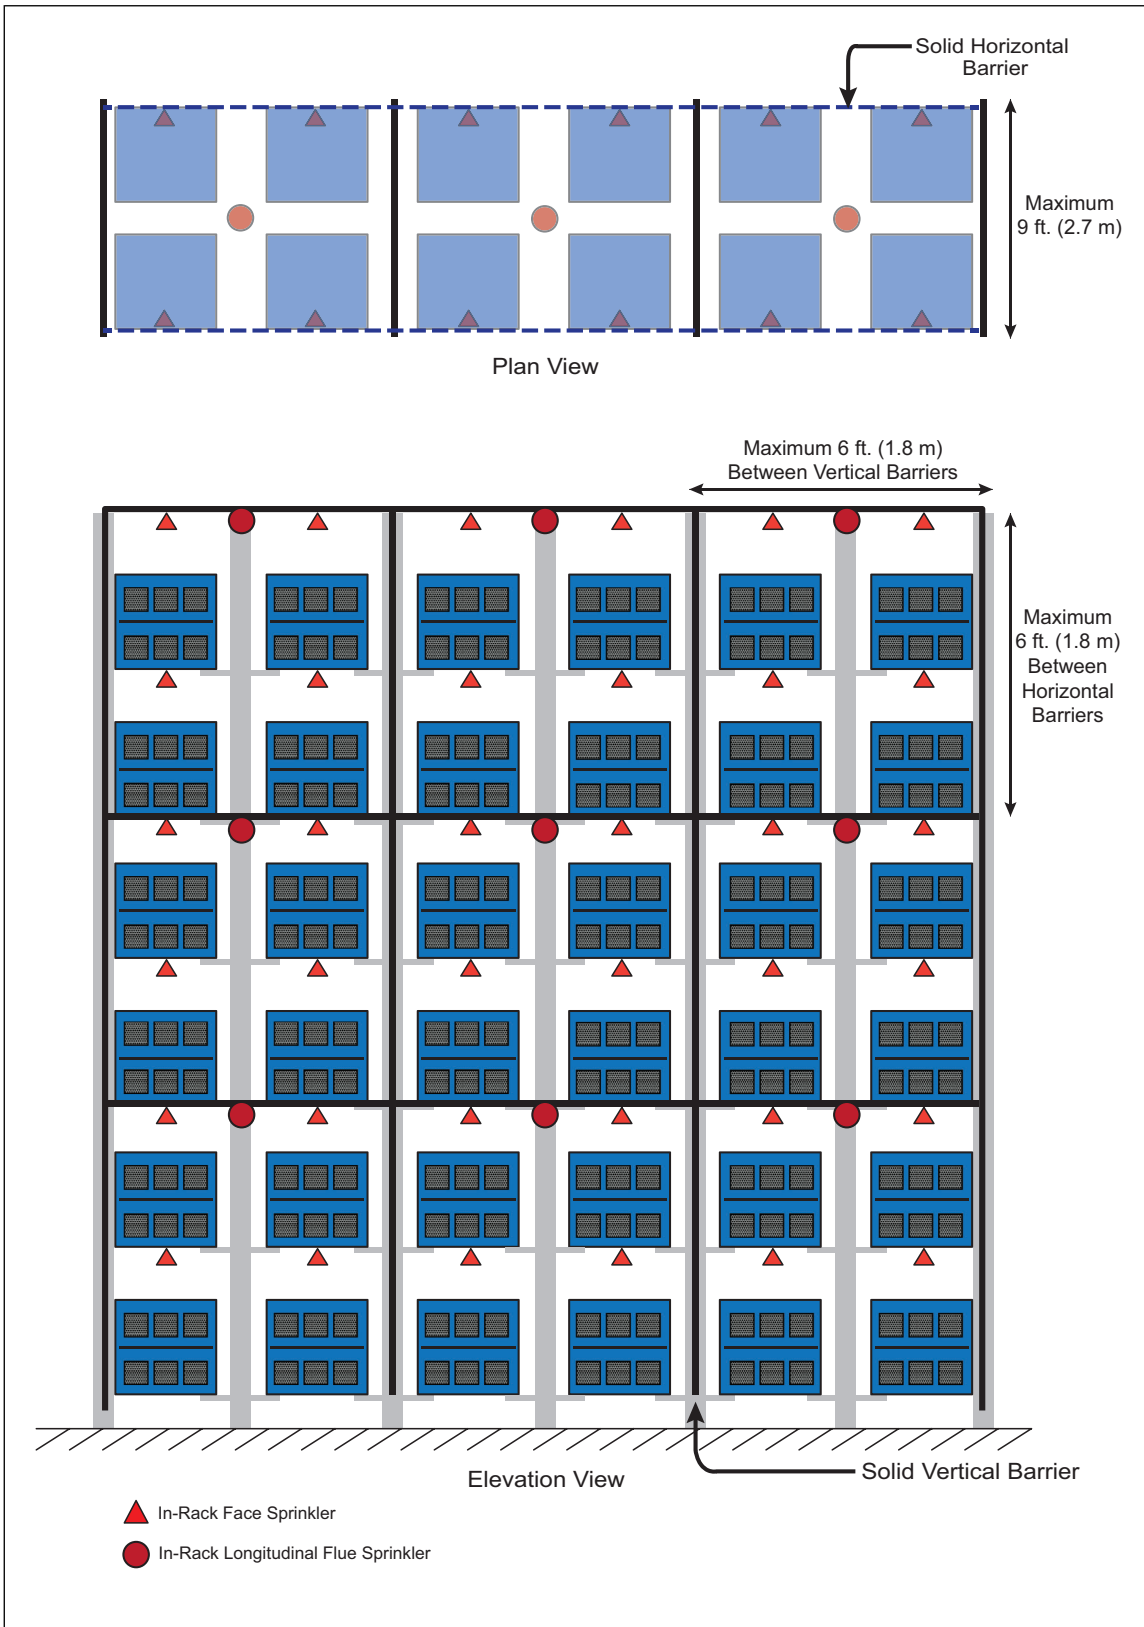 Solid Horizontal
Barrier
Maximum
9 ft. (2.7 m)
Plan View
Maximum 6 ft. (1.8 m)
Between Vertical Barriers
Maximum
6 ft. (1.8 m)
Between
Horizontal
Barriers
Elevation View
Solid Vertical Barrier
In-Rack Face Sprinkler
In-Rack Longitudinal Flue Sprinkler